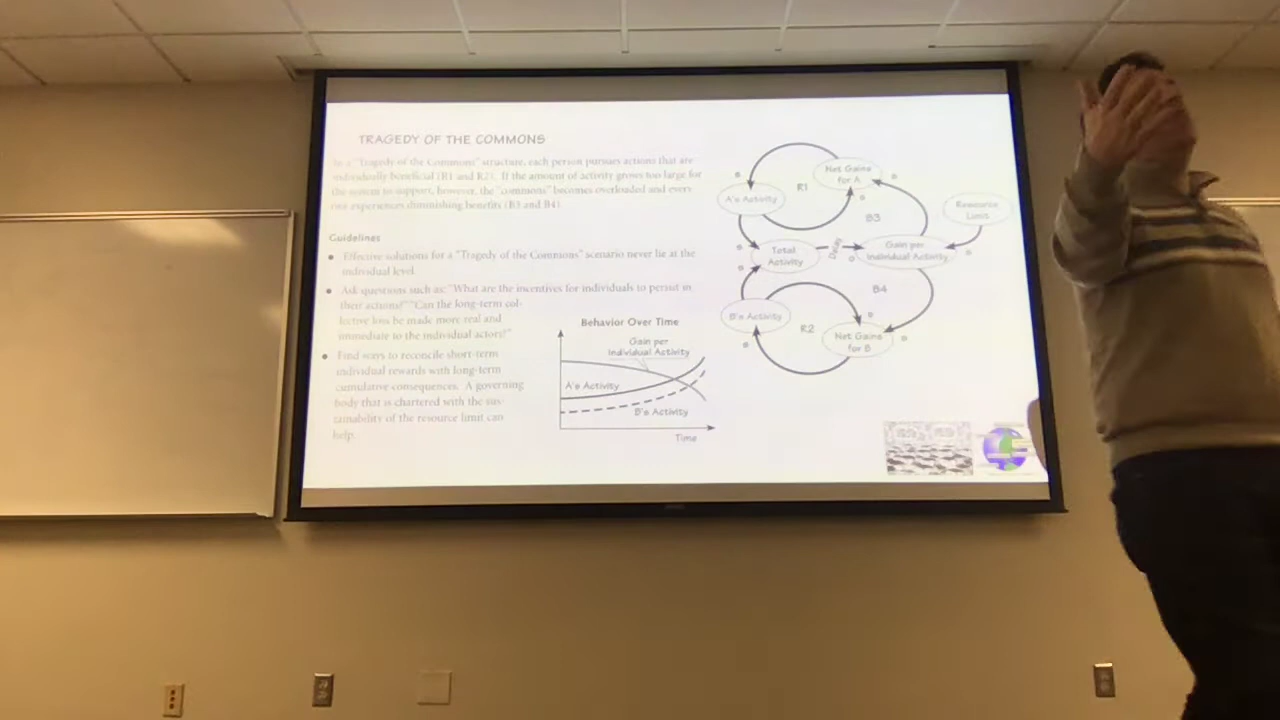 TRAGEDY OF THE COMMONS
In a "Tragedy of the Commons" structure, each person pursues actions that are
individually beneficial (R1 and R2). If the amount of activity grows too large for
the system to support, however, the "commons" becomes overloaded and every-
one experiences diminishing benefits (B3 and B4).
Guidelines
• Effective solutions for a "Tragedy of the Commons" scenario never lie at the
individual level.
• Ask questions such as: "What are the incentives for individuals to persist in
their actions?" "Can the long-term col-
lective loss be made more real and
immediate to the individual actors?"
• Find ways to reconcile short-term
individual rewards with long-term
cumulative consequences. A governing
body that is chartered with the sus-
tainability of the resource limit can
help.
Behavior Over Time
Gain per
Individual Activity
A's Activity
B's Activity
Time
Net Gains
for A
R1
A's Activity
B3
Resource
Limit
Total
Activity
Delay
Gain per
Individual Activity
B4
B's Activity
R2
Net Gains
for B